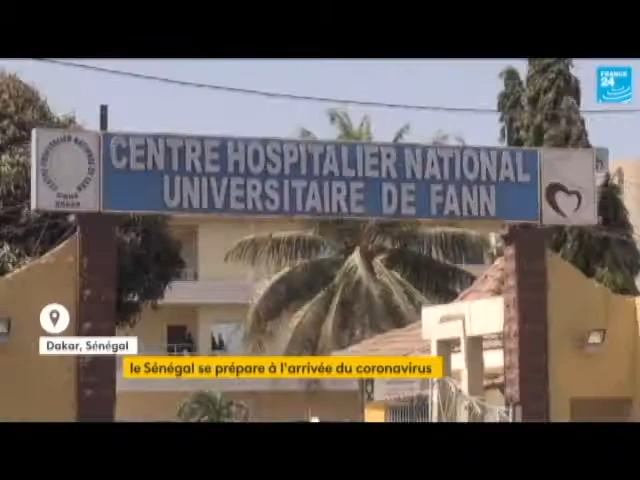 FRANCE
24
CENTRE HOSPITALIER NATIONAL
UNIVERSITAIRE DE FANN
Dakar, Sénégal
le Sénégal se prépare à l'arrivée du coronavirus